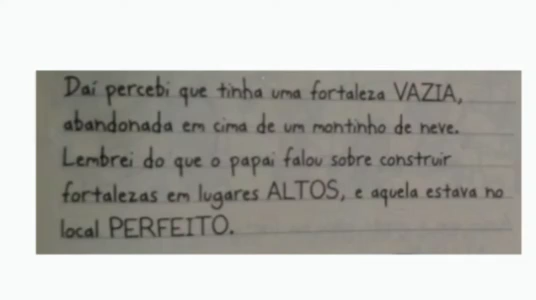 Daí percebi que tinha uma fortaleza VAZIA,
abandonada em cima de um montinho de neve.
Lembrei do que o papai falou sobre construir
fortalezas em lugares ALTOS, e aquela estava no
local PERFEITO.